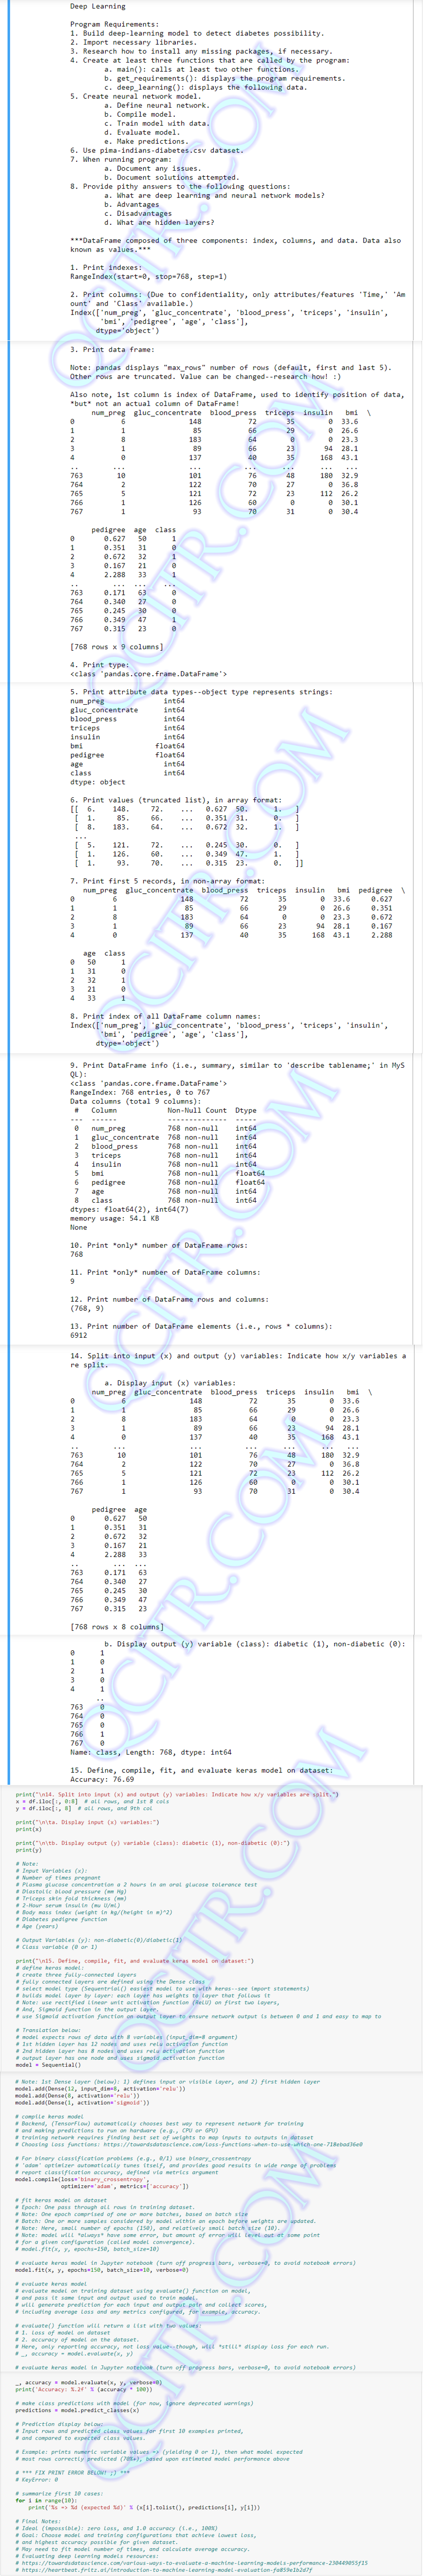 Deep Learning
Program Requirements:
1. Build deep-learning model to detect diabetes possibility.
2. Import necessary libraries.
3. Research how to install any missing packages, if necessary.
4. Create at least three functions that are called by the program:
a. main(): calls at least two other functions.
b. get_requirements(): displays the program requirements.
c. deep_learning(): displays the following data.
5. Create neural network model.
a. Define neural network.
b. Compile model.
c. Train model with data.
d. Evaluate model.
e. Make predictions.
6. Use pima-indians-diabetes.csv dataset.
7. When running program:
a. Document any issues.
b. Document solutions attempted.
8. Provide pithy answers to the following questions:
a. What are deep learning and neural network models?
b. Advantages
c. Disadvantages
d. What are hidden layers?
***DataFrame composed of three components: index, columns, and data. Data also
known as values.***
1. Print indexes:
RangeIndex(start=0, stop=768, step=1)
2. Print columns: (Due to confidentiality, only attributes/features 'Time,' 'Am
ount' and 'Class' available.)
Index(['num_preg', 'gluc_concentrate', 'blood_press', 'triceps', 'insulin',
'bmi', 'pedigree', 'age', 'class'],
dtype='object')
3. Print data frame:
Note: pandas displays "max_rows" number of rows (default, first and last 5).
Other rows are truncated. Value can be changed--research how! :)
Also note, 1st column is index of DataFrame, used to identify position of data,
*but* not an actual column of DataFrame!
num_preg gluc_concentrate blood_press triceps insulin bmi \
0 6 148 72 35 0 33.6
1 1 85 66 29 0 26.6
2 8 183 64 0 0 23.3
3 1 89 66 23 94 28.1
4 0 137 40 35 168 43.1
.. ... ... ... ... ... ...
763 10 101 76 48 180 32.9
764 2 122 70 27 0 36.8
765 5 121 72 23 112 26.2
766 1 126 60 0 0 30.1
767 1 93 70 31 0 30.4
pedigree age class
0 0.627 50 1
1 0.351 31 0
2 0.672 32 1
3 0.167 21 0
4 2.288 33 1
.. ... ... ...
763 0.171 63 0
764 0.340 27 0
765 0.245 30 0
766 0.349 47 1
767 0.315 23 0
[768 rows x 9 columns]
4. Print type:
<class 'pandas.core.frame.DataFrame'>
5. Print attribute data types--object type represents strings:
num_preg int64
gluc_concentrate int64
blood_press int64
triceps int64
insulin int64
bmi float64
pedigree float64
age int64
class int64
dtype: object
6. Print values (truncated list), in array format:
[[ 6. 148. 72. ... 0.627 50. 1. ]
[ 1. 85. 66. ... 0.351 31. 0. ]
[ 8. 183. 64. ... 0.672 32. 1. ]
...
[ 5. 121. 72. ... 0.245 30. 0. ]
[ 1. 126. 60. ... 0.349 47. 1. ]
[ 1. 93. 70. ... 0.315 23. 0. ]]
7. Print first 5 records, in non-array format:
num_preg gluc_concentrate blood_press triceps insulin bmi pedigree \
0 6 148 72 35 0 33.6 0.627
1 1 85 66 29 0 26.6 0.351
2 8 183 64 0 0 23.3 0.672
3 1 89 66 23 94 28.1 0.167
4 0 137 40 35 168 43.1 2.288
age class
0 50 1
1 31 0
2 32 1
3 21 0
4 33 1
8. Print index of all DataFrame column names:
Index(['num_preg', 'gluc_concentrate', 'blood_press', 'triceps', 'insulin',
'bmi', 'pedigree', 'age', 'class'],
dtype='object')
9. Print DataFrame info (i.e., summary, similar to 'describe tablename;' in MyS
QL):
<class 'pandas.core.frame.DataFrame'>
RangeIndex: 768 entries, 0 to 767
Data columns (total 9 columns):
# Column Non-Null Count Dtype
--- ------ -------------- -----
0 num_preg 768 non-null int64
1 gluc_concentrate 768 non-null int64
2 blood_press 768 non-null int64
3 triceps 768 non-null int64
4 insulin 768 non-null int64
5 bmi 768 non-null float64
6 pedigree 768 non-null float64
7 age 768 non-null int64
8 class 768 non-null int64
dtypes: float64(2), int64(7)
memory usage: 54.1 KB
None
10. Print *only* number of DataFrame rows:
768
11. Print *only* number of DataFrame columns:
9
12. Print number of DataFrame rows and columns:
(768, 9)
13. Print number of DataFrame elements (i.e., rows * columns):
6912
14. Split into input (x) and output (y) variables: Indicate how x/y variables a
re split.
a. Display input (x) variables:
num_preg gluc_concentrate blood_press triceps insulin bmi \
0 6 148 72 35 0 33.6
1 1 85 66 29 0 26.6
2 8 183 64 0 0 23.3
3 1 89 66 23 94 28.1
4 0 137 40 35 168 43.1
.. ... ... ... ... ... ...
763 10 101 76 48 180 32.9
764 2 122 70 27 0 36.8
765 5 121 72 23 112 26.2
766 1 126 60 0 0 30.1
767 1 93 70 31 0 30.4
pedigree age
0 0.627 50
1 0.351 31
2 0.672 32
3 0.167 21
4 2.288 33
.. ... ...
763 0.171 63
764 0.340 27
765 0.245 30
766 0.349 47
767 0.315 23
[768 rows x 8 columns]
b. Display output (y) variable (class): diabetic (1), non-diabetic (0):
0 1
1 0
2 1
3 0
4 1
..
763 0
764 0
765 0
766 1
767 0
Name: class, Length: 768, dtype: int64
15. Define, compile, fit, and evaluate keras model on dataset:
Accuracy: 76.69
print("\n14. Split into input (x) and output (y) variables: Indicate how x/y variables are split.")
x = df.iloc[:, 0:8] # all rows, and 1st 8 cols
y = df.iloc[:, 8] # all rows, and 9th col
print("\n\ta. Display input (x) variables:")
print(x)
print("\n\tb. Display output (y) variable (class): diabetic (1), non-diabetic (0):")
print(y)
# Note:
# Input Variables (x):
# Number of times pregnant
# Plasma glucose concentration a 2 hours in an oral glucose tolerance test
# Diastolic blood pressure (mm Hg)
# Triceps skin fold thickness (mm)
# 2-Hour serum insulin (mu U/ml)
# Body mass index (weight in kg/(height in m)^2)
# Diabetes pedigree function
# Age (years)
# Output Variables (y): non-diabetic(0)/diabetic(1)
# Class variable (0 or 1)
print("\n15. Define, compile, fit, and evaluate keras model on dataset:")
# define keras model:
# create three fully-connected layers
# fully connected layers are defined using the Dense class
# select model type (Sequential() easiest model to use with keras--see import statements)
# builds model layer by layer: each layer has weights to layer that follows it
# Note: use rectified linear unit activation function (ReLU) on first two layers,
# And, Sigmoid function in the output layer.
# use Sigmoid activation function on output layer to ensure network output is between 0 and 1 and easy to map to
# Translation below:
# model expects rows of data with 8 variables (input_dim=8 argument)
# 1st hidden layer has 12 nodes and uses relu activation function
# 2nd hidden layer has 8 nodes and uses relu activation function
# output layer has one node and uses sigmoid activation function
model = Sequential()
# Note: 1st Dense layer (below): 1) defines input or visible layer, and 2) first hidden layer
model.add(Dense(12, input_dim=8, activation='relu'))
model.add(Dense(8, activation='relu'))
model.add(Dense(1, activation='sigmoid'))
# compile keras model
# Backend, (TensorFlow) automatically chooses best way to represent network for training
# and making predictions to run on hardware (e.g., CPU or GPU)
# training network requires finding best set of weights to map inputs to outputs in dataset
# Choosing loss functions: https://towardsdatascience.com/loss-functions-when-to-use-which-one-718ebad36e0
# For binary classification problems (e.g., 0/1) use binary_crossentropy
# 'adam' optimizer automatically tunes itself, and provides good results in wide range of problems
# report classification accuracy, defined via metrics argument
model.compile(loss='binary_crossentropy',
optimizer='adam', metrics=['accuracy'])
# fit keras model on dataset
# Epoch: One pass through all rows in training dataset.
# Note: One epoch comprised of one or more batches, based on batch size
# Batch: One or more samples considered by model within an epoch before weights are updated.
# Note: Here, small number of epochs (150), and relatively small batch size (10).
# Note: model will *always* have some error, but amount of error will level out at some point
# for a given configuration (called model convergence).
# model.fit(x, y, epochs=150, batch_size=10)
# evaluate keras model in Jupyter notebook (turn off progress bars, verbose=0, to avoid notebook errors)
model.fit(x, y, epochs=150, batch_size=10, verbose=0)
# evaluate keras model
# evaluate model on training dataset using evaluate() function on model,
# and pass it same input and output used to train model.
# will generate prediction for each input and output pair and collect scores,
# including average loss and any metrics configured, for example, accuracy.
# evaluate() function will return a list with two values:
# 1. loss of model on dataset
# 2. accuracy of model on the dataset.
# Here, only reporting accuracy, not loss value--though, will *still* display loss for each run.
# _, accuracy = model.evaluate(x, y)
# evaluate keras model in Jupyter notebook (turn off progress bars, verbose=0, to avoid notebook errors)
_, accuracy = model.evaluate(x, y, verbose=0)
print('Accuracy: %.2f' % (accuracy * 100))
# make class predictions with model (for now, ignore deprecated warnings)
predictions = model.predict_classes(x)
# Prediction display below:
# Input rows and predicted class values for first 10 examples printed,
# and compared to expected class values.
# Example: prints numeric variable values => (yielding 0 or 1), then what model expected
# most rows correctly predicted (76%+), based upon estimated model performance above
# *** FIX PRINT ERROR BELOW! ;) ***
# KeyError: 0
# summarize first 10 cases:
for i in range(10):
print('%s => %d (expected %d)' % (x[i].tolist(), predictions[i], y[i]))
# Final Notes:
# Ideal (impossible): zero loss, and 1.0 accuracy (i.e., 100%)
# Goal: Choose model and training configurations that achieve lowest loss,
# and highest accuracy possible for given dataset.
# May need to fit model number of times, and calculate average accuracy.
# Evaluating deep learning models resources:
# https://towardsdatascience.com/various-ways-to-evaluate-a-machine-learning-models-performance-230449055f15
# https://heartbeat.fritz.ai/introduction-to-machine-learning-model-evaluation-fa859e1b2d7f